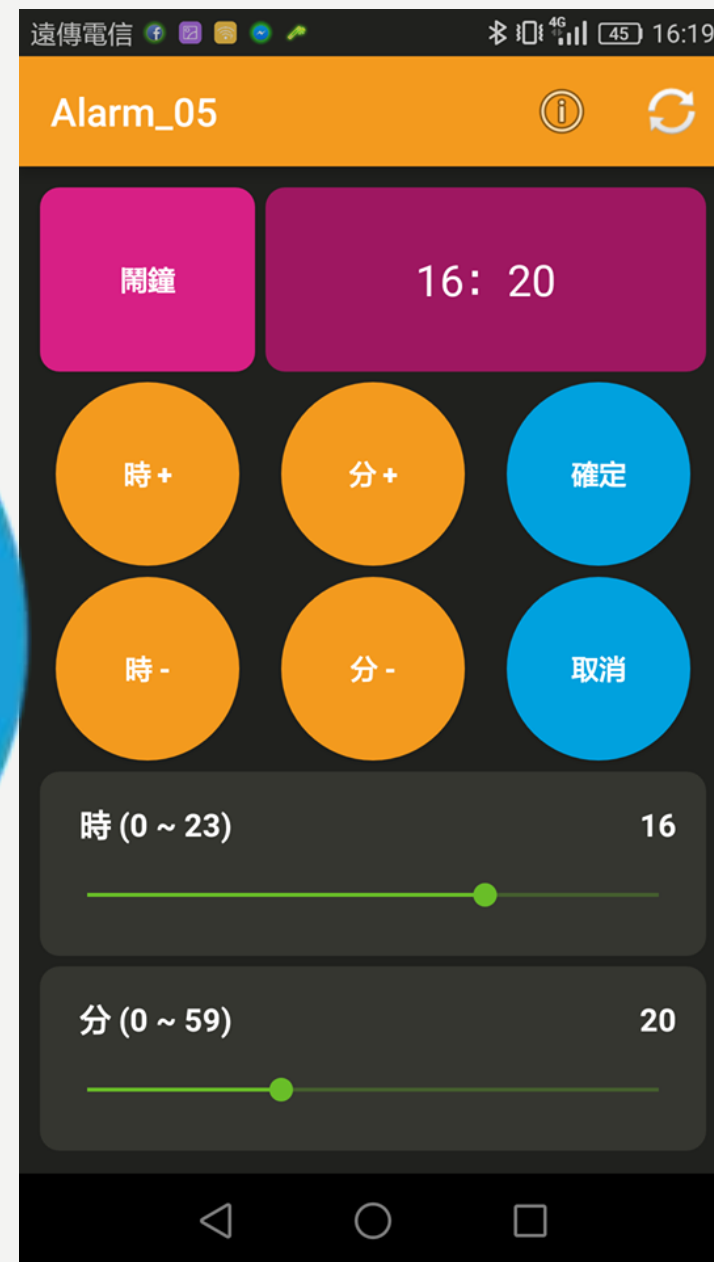 遠傳電信 4G 45 16:19
Alarm_05
鬧鐘 16: 20
時 + 分 + 確定
時 - 分 - 取消
時 (0 ~ 23) 16
分 (0 ~ 59) 20